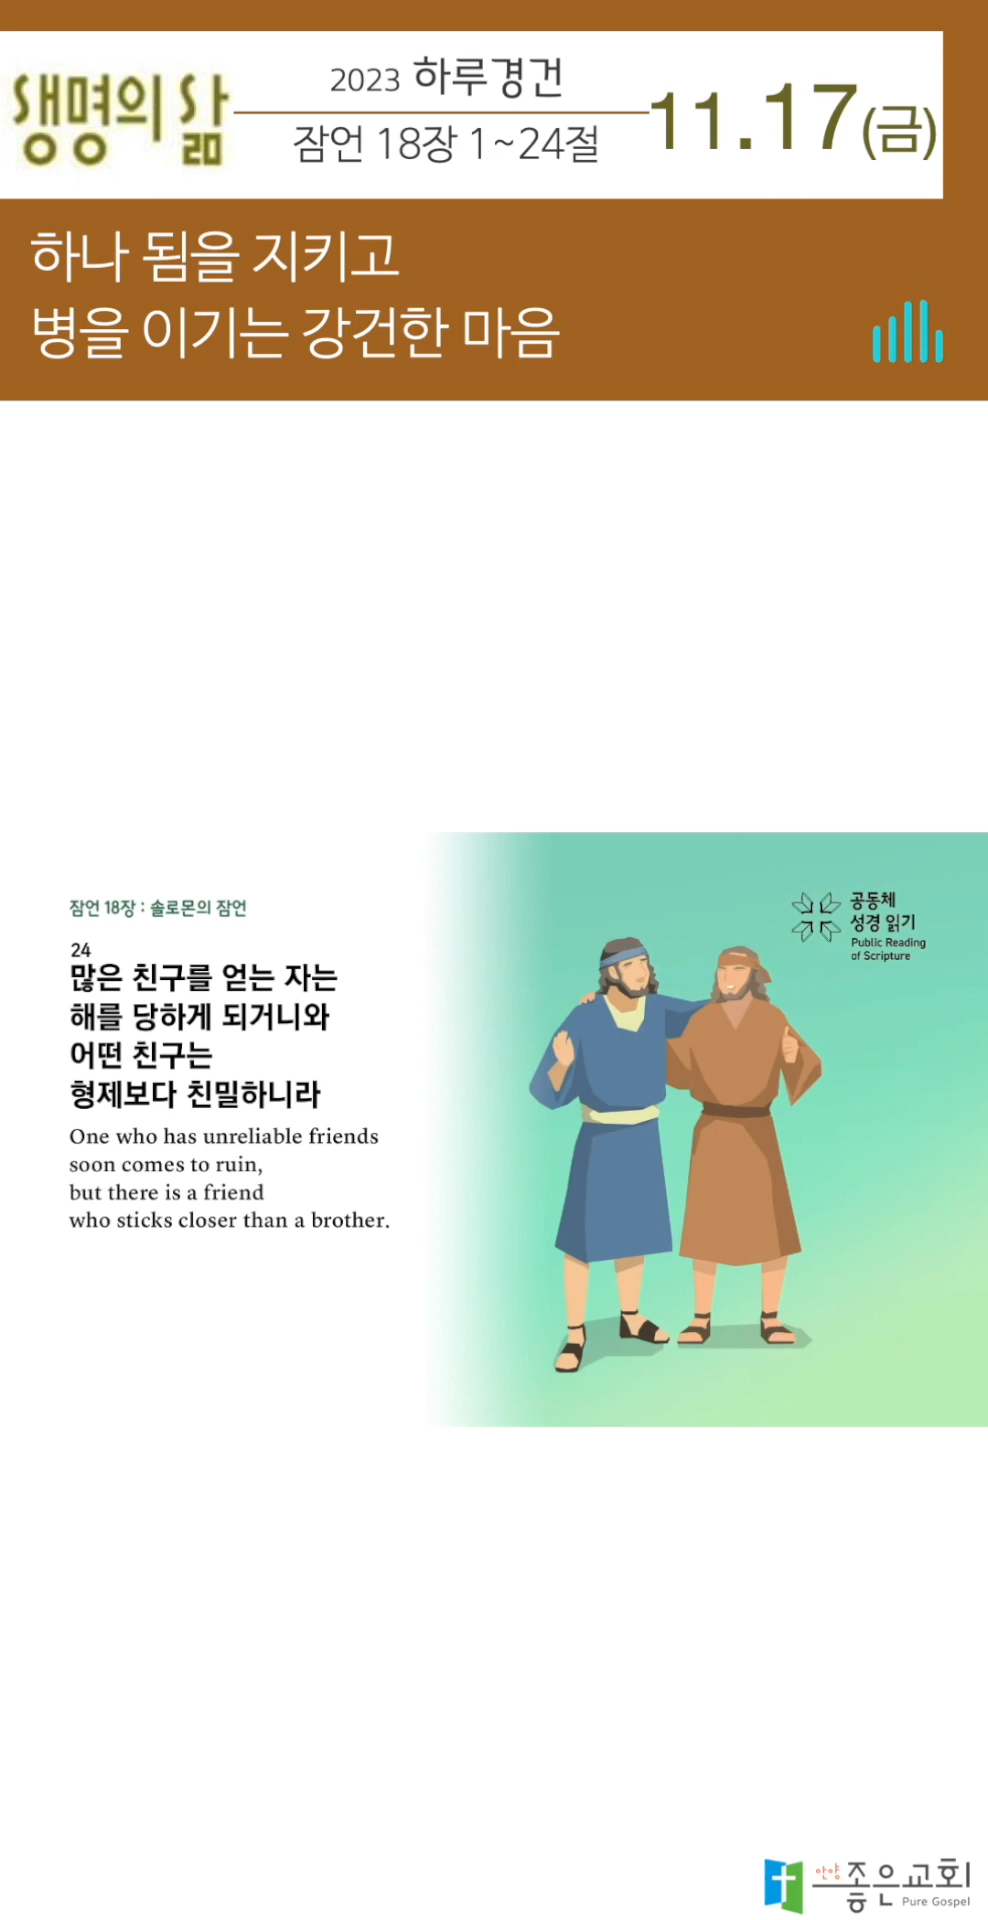 생명의 삶
2023 하루경건
잠언 18장 1~24절
11.17(금)
하나 됨을 지키고
병을 이기는 강건한 마음
잠언 18장 : 솔로몬의 잠언
24
많은 친구를 얻는 자는
해를 당하게 되거니와
어떤 친구는
형제보다 친밀하니라
One who has unreliable friends
soon comes to ruin,
but there is a friend
who sticks closer than a brother.
공동체
성경 읽기
Public Reading
of Scripture
안양 좋은교회
Pure Gospel